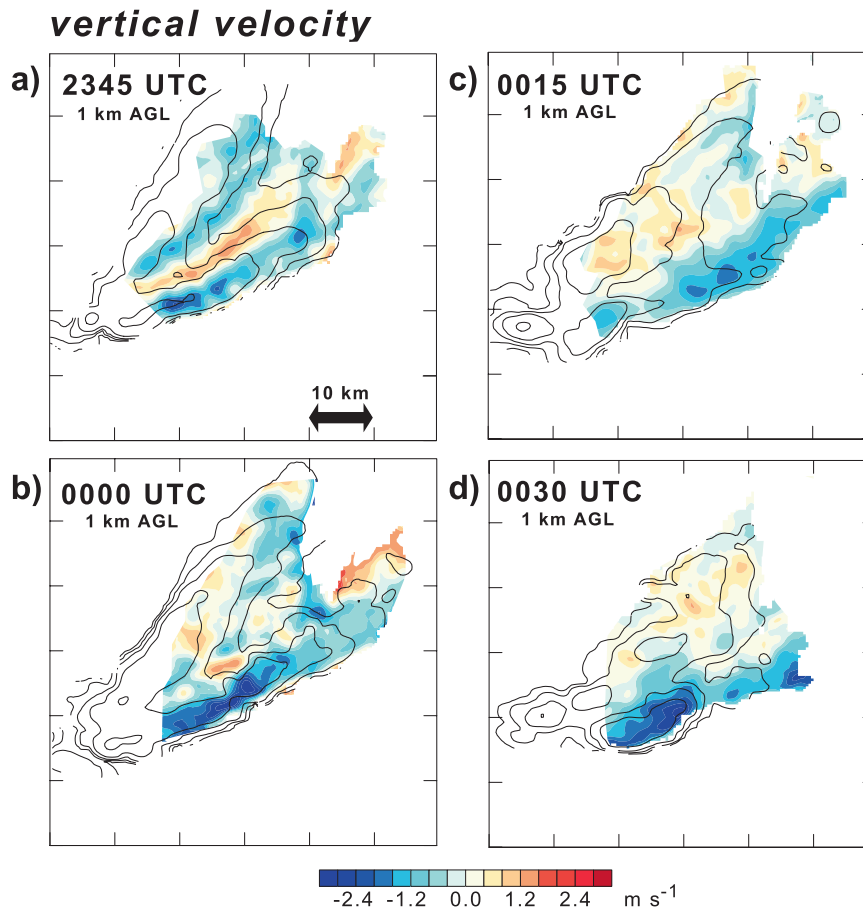 vertical velocity
a) 2345 UTC
1 km AGL
10 km
c) 0015 UTC
1 km AGL
b) 0000 UTC
1 km AGL
d) 0030 UTC
1 km AGL
-2.4 -1.2 0.0 1.2 2.4 m s-1